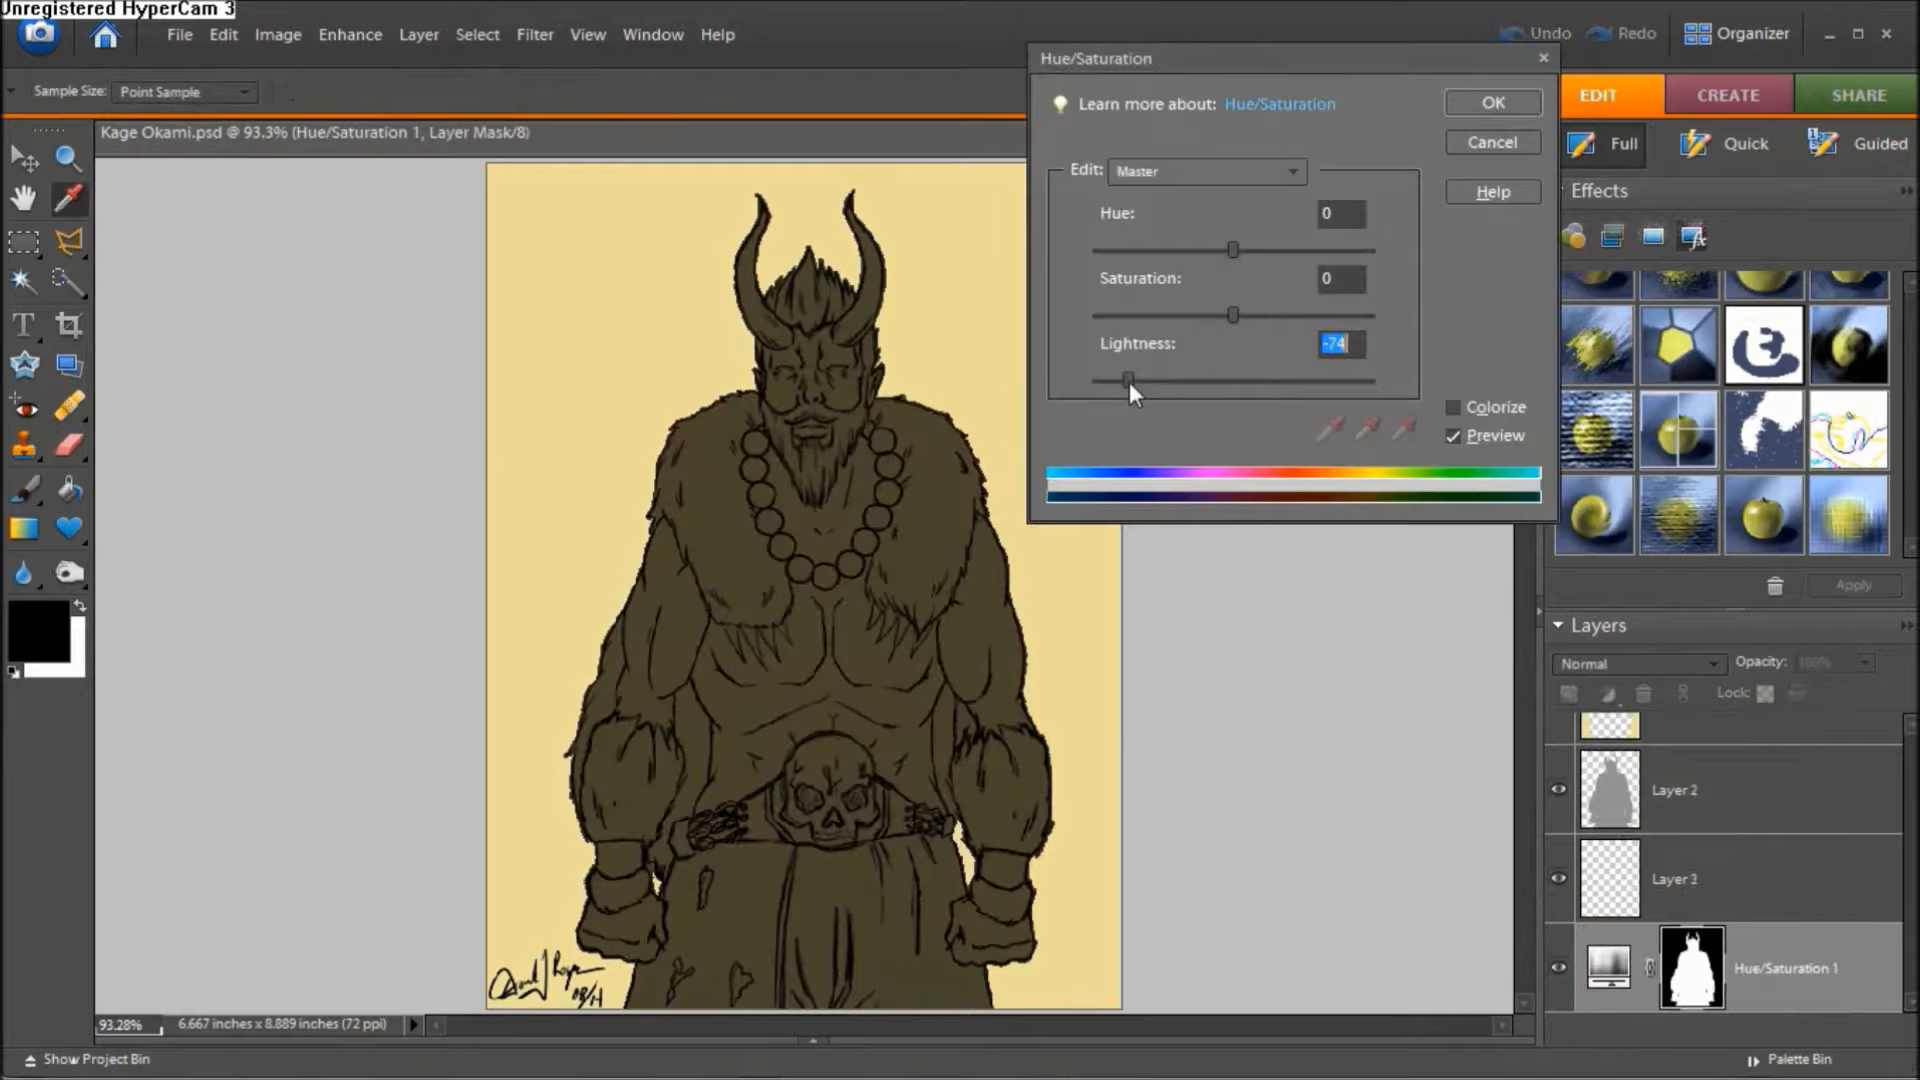 Unregistered HyperCam 3
File Edit Image Enhance Layer Select Filter View Window Help
Undo Redo Organizer
Sample Size: Point Sample
EDIT CREATE SHARE
Full Quick Guided
Kage Okami.psd @ 93.3% (Hue/Saturation 1, Layer Mask/8)
Hue/Saturation
Learn more about: Hue/Saturation
OK
Cancel
Help
Edit: Master
Hue: 0
Saturation: 0
Lightness: -74
Colorize
Preview
Effects
Apply
Layers
Normal Opacity: 100%
Lock:
Layer 2
Layer 3
Hue/Saturation 1
93.28% 6.667 inches x 8.889 inches (72 ppi)
Show Project Bin
Palette Bin